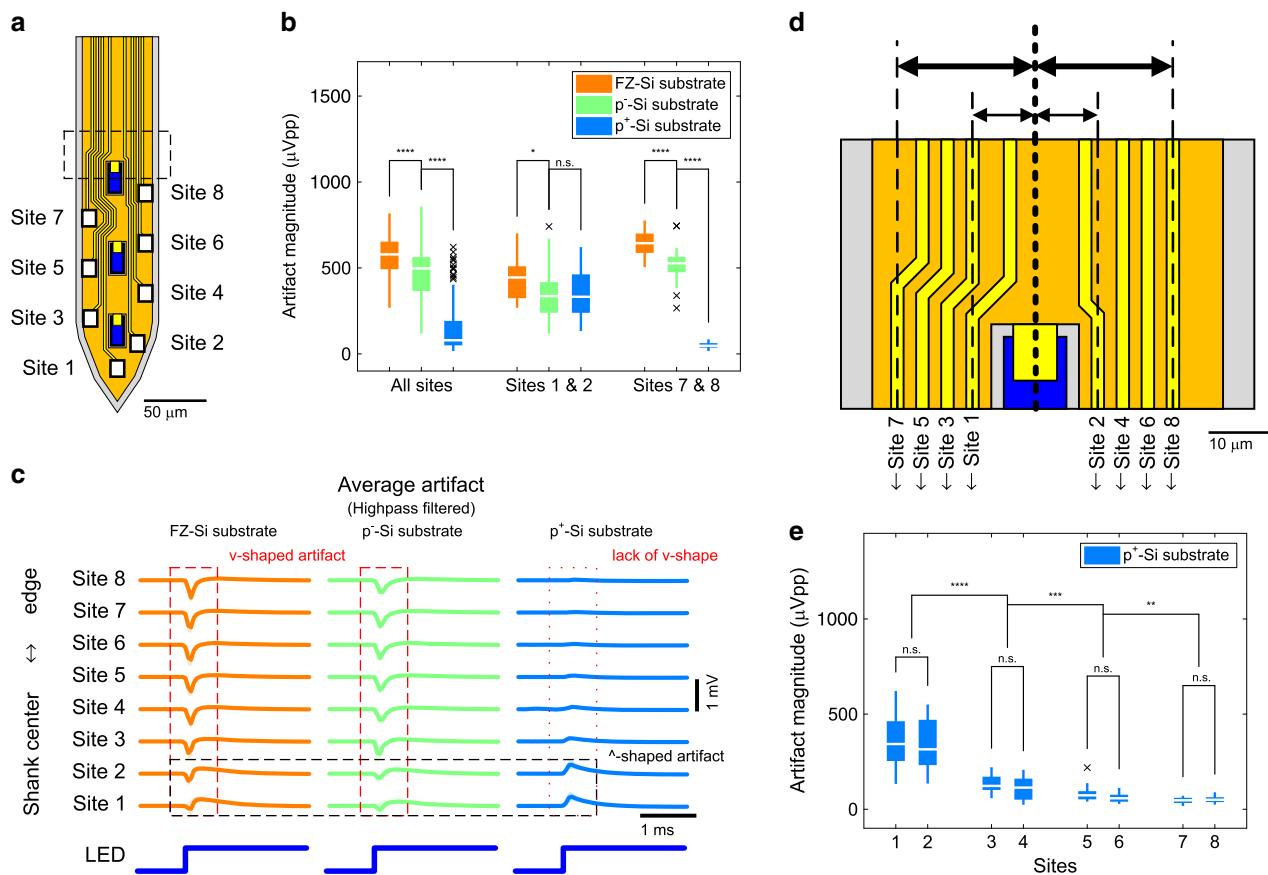 a
Site 7
Site 5
Site 3
Site 1
Site 8
Site 6
Site 4
Site 2
50 μm
b
Artifact magnitude (μVpp)
1500
1000
500
0
FZ-Si substrate
p⁻-Si substrate
p⁺-Si substrate
****
****
*
n.s.
****
****
All sites
Sites 1 & 2
Sites 7 & 8
c
Average artifact
(Highpass filtered)
FZ-Si substrate
p⁻-Si substrate
p⁺-Si substrate
v-shaped artifact
lack of v-shape
Shank center ↔ edge
Site 8
Site 7
Site 6
Site 5
Site 4
Site 3
Site 2
Site 1
1 mV
^-shaped artifact
1 ms
LED
d
← Site 7
← Site 5
← Site 3
← Site 1
← Site 2
← Site 4
← Site 6
← Site 8
10 μm
e
Artifact magnitude (μVpp)
1000
500
0
p⁺-Si substrate
****
***
**
n.s.
n.s.
n.s.
n.s.
1 2 3 4 5 6 7 8
Sites